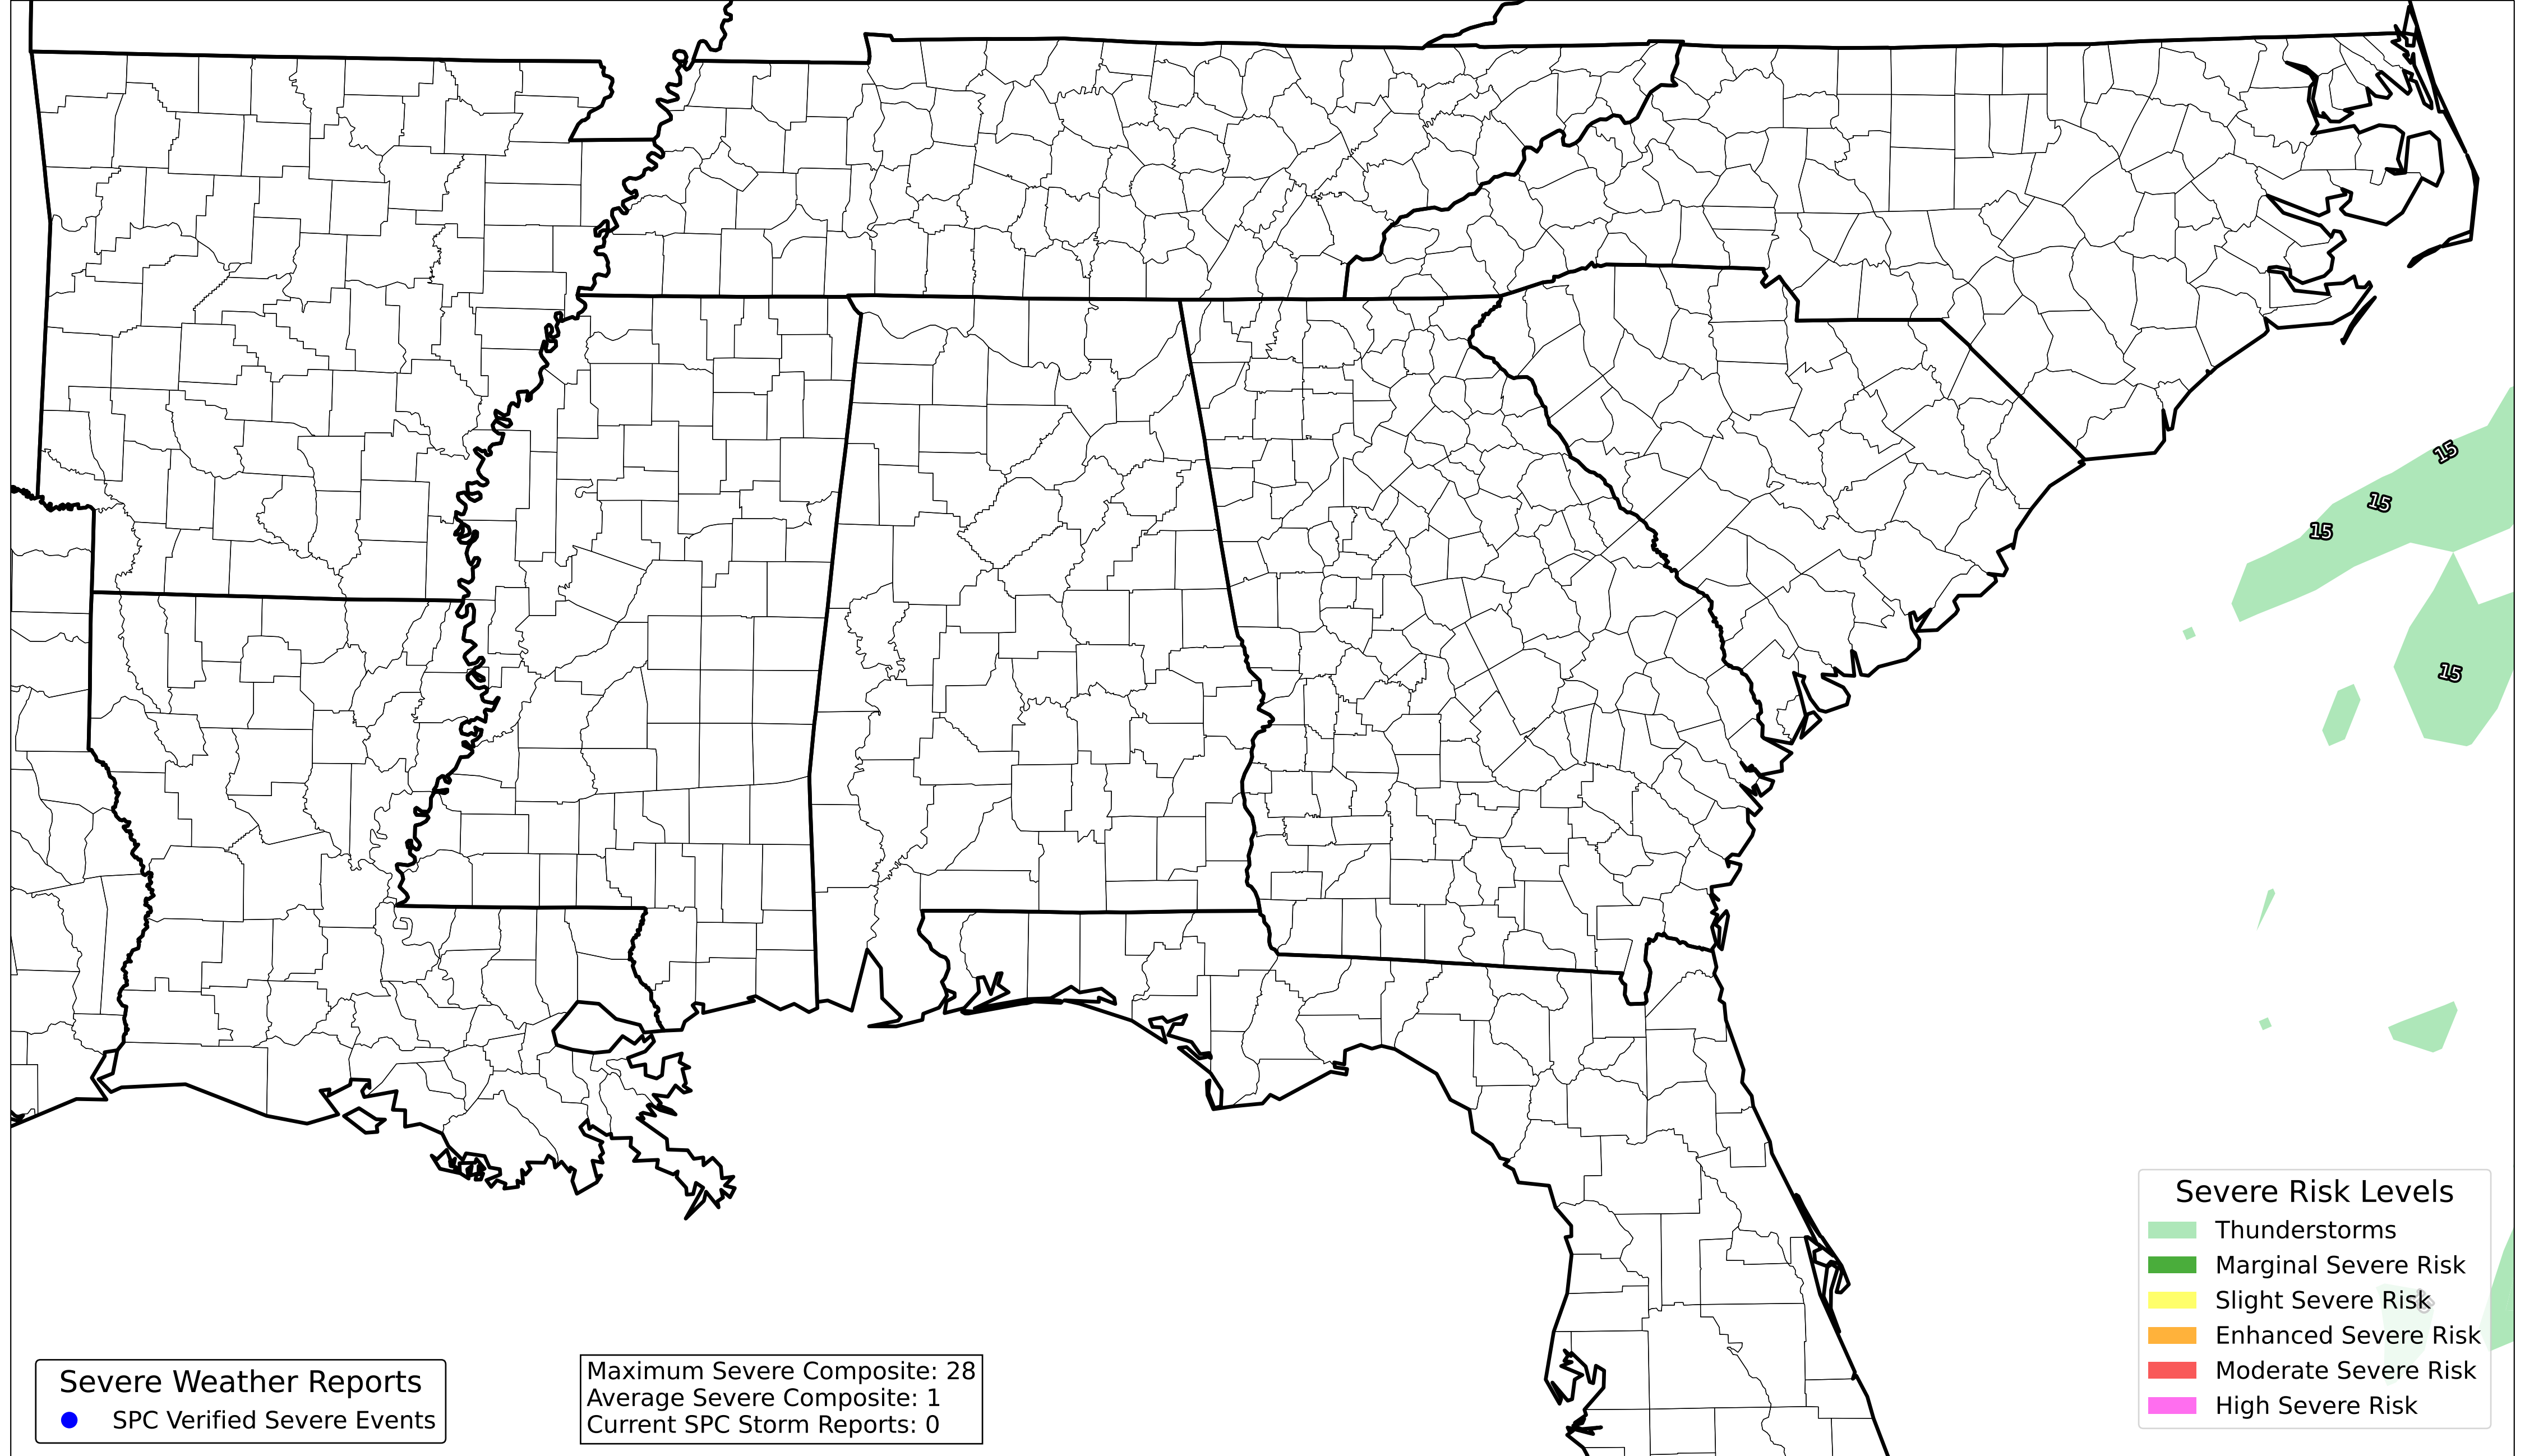 15
15
15
15
Severe Risk Levels
Thunderstorms
Marginal Severe Risk
Slight Severe Risk
Enhanced Severe Risk
Moderate Severe Risk
High Severe Risk
Severe Weather Reports
SPC Verified Severe Events
Maximum Severe Composite: 28
Average Severe Composite: 1
Current SPC Storm Reports: 0